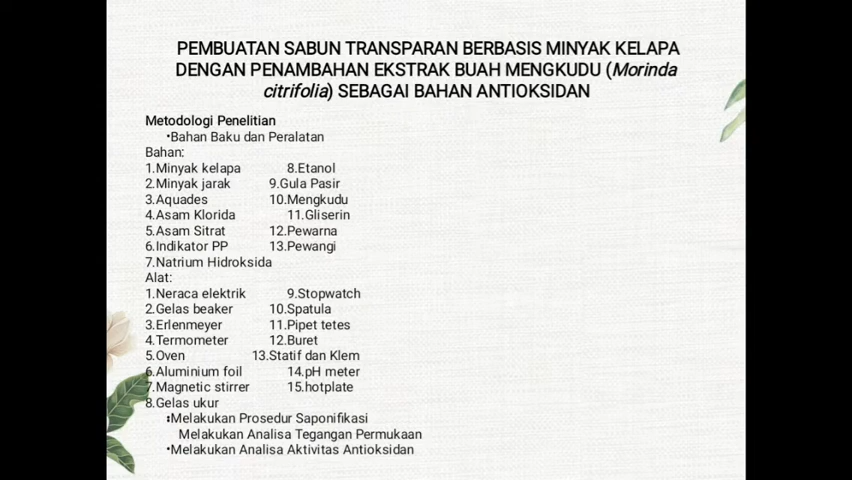 PEMBUATAN SABUN TRANSPARAN BERBASIS MINYAK KELAPA
DENGAN PENAMBAHAN EKSTRAK BUAH MENGKUDU (Morinda
citrifolia) SEBAGAI BAHAN ANTIOKSIDAN
Metodologi Penelitian
•Bahan Baku dan Peralatan
Bahan:
1.Minyak kelapa 8.Etanol
2.Minyak jarak 9.Gula Pasir
3.Aquades 10.Mengkudu
4.Asam Klorida 11.Gliserin
5.Asam Sitrat 12.Pewarna
6.Indikator PP 13.Pewangi
7.Natrium Hidroksida
Alat:
1.Neraca elektrik 9.Stopwatch
2.Gelas beaker 10.Spatula
3.Erlenmeyer 11.Pipet tetes
4.Termometer 12.Buret
5.Oven 13.Statif dan Klem
6.Aluminium foil 14.pH meter
7.Magnetic stirrer 15.hotplate
8.Gelas ukur
•Melakukan Prosedur Saponifikasi
Melakukan Analisa Tegangan Permukaan
•Melakukan Analisa Aktivitas Antioksidan